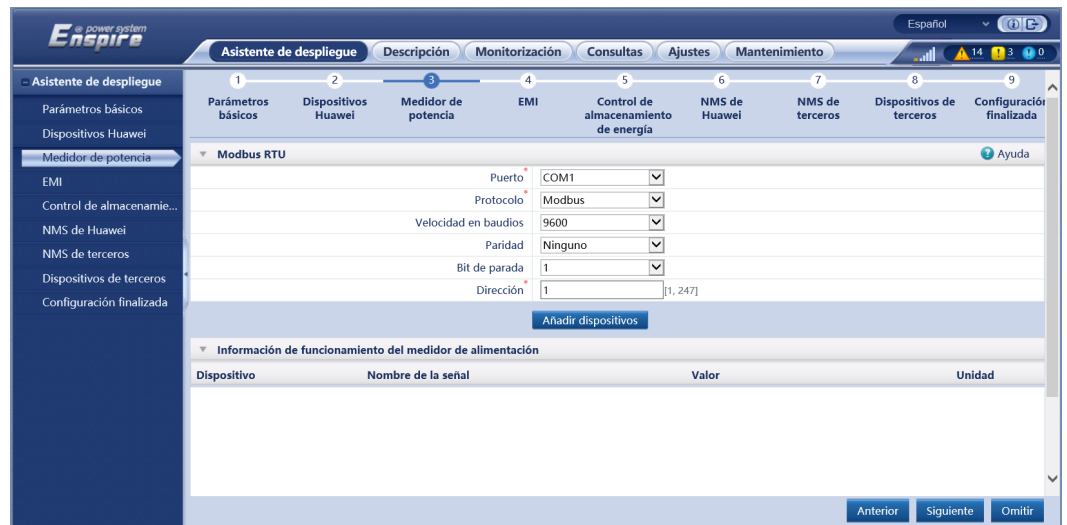 @ power system
Enspire
Español
Asistente de despliegue
Descripción
Monitorización
Consultas
Ajustes
Mantenimiento
14
3
0
Asistente de despliegue
Parámetros básicos
Dispositivos Huawei
Medidor de potencia
EMI
Control de almacenamie...
NMS de Huawei
NMS de terceros
Dispositivos de terceros
Configuración finalizada
1
2
3
4
5
6
7
8
9
Parámetros
básicos
Dispositivos
Huawei
Medidor de
potencia
EMI
Control de
almacenamiento
de energía
NMS de
Huawei
NMS de
terceros
Dispositivos de
terceros
Configuración
finalizada
Modbus RTU
? Ayuda
Puerto* COM1
Protocolo* Modbus
Velocidad en baudios 9600
Paridad Ninguno
Bit de parada 1
Dirección* 1 [1, 247]
Añadir dispositivos
Información de funcionamiento del medidor de alimentación
Dispositivo Nombre de la señal Valor Unidad
Anterior Siguiente Omitir